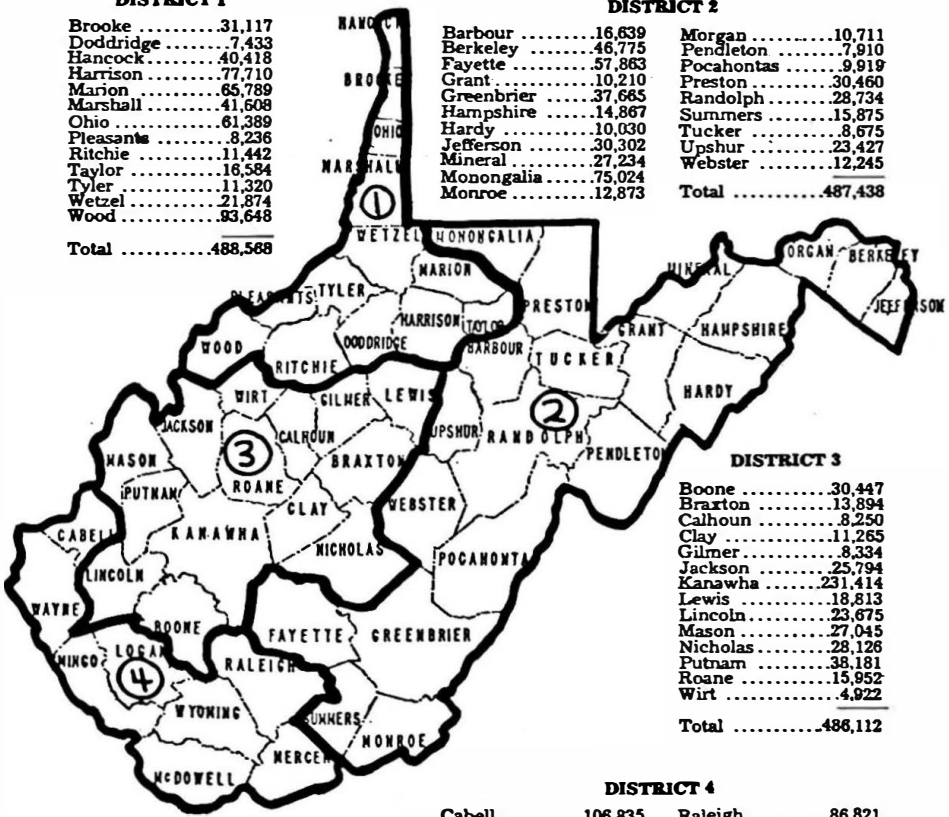 DISTRICT 1
Brooke ..........31,117
Doddridge .......7,433
Hancock..........40,418
Harrison .........77,710
Marion ..........65,789
Marshall .........41,608
Ohio .............61,389
Pleasants ........8,236
Ritchie ..........11,442
Taylor ...........16,584
Tyler ............11,320
Wetzel ...........21,874
Wood ............93,648
Total ...........488,568
DISTRICT 2
Barbour ..........16,639
Berkeley .........46,775
Fayette ..........57,863
Grant ............10,210
Greenbrier .......37,665
Hampshire .......14,867
Hardy ............10,030
Jefferson .........30,302
Mineral ..........27,234
Monongalia.......75,024
Monroe ..........12,873
Morgan ..........10,711
Pendleton ........7,910
Pocahontas .......9,919
Preston ..........30,460
Randolph ........28,734
Summers ........15,875
Tucker ...........8,675
Upshur ..........23,427
Webster .........12,245
Total ...........487,438
HANCOCK
BROOKE
OHIO
MARSHALL
1
WETZEL
MONONGALIA
MARION
PLEASANTS
TYLER
WOOD
RITCHIE
DODDRIDGE
HARRISON
TAYLOR
PRESTON
BARBOUR
TUCKER
GRANT
MINERAL
HAMPSHIRE
HARDY
ORGAN
BERKELEY
JEFFERSON
2
UPSHUR
RANDOLPH
PENDLETON
WEBSTER
POCAHONTA
GREENBRIER
FAYETTE
SUMMERS
MONROE
WIRT
GILMER
LEWIS
JACKSON
CALHOUN
3
MASON
ROANE
BRAXTON
PUTNAM
CLAY
KANAWHA
NICHOLAS
LINCOLN
BOONE
CABELL
WAYNE
MINGO
LOGAN
4
RALEIGH
WYOMING
MERCER
McDOWELL
DISTRICT 3
Boone ...........30,447
Braxton ..........13,894
Calhoun ..........8,250
Clay .............11,265
Gilmer............8,334
Jackson ..........25,794
Kanawha .......231,414
Lewis ............18,813
Lincoln...........23,675
Mason ...........27,045
Nicholas .........28,126
Putnam ..........38,181
Roane ...........15,952
Wirt ..............4,922
Total ...........486,112
DISTRICT 4
Cabell 106,835
Raleigh 86,821